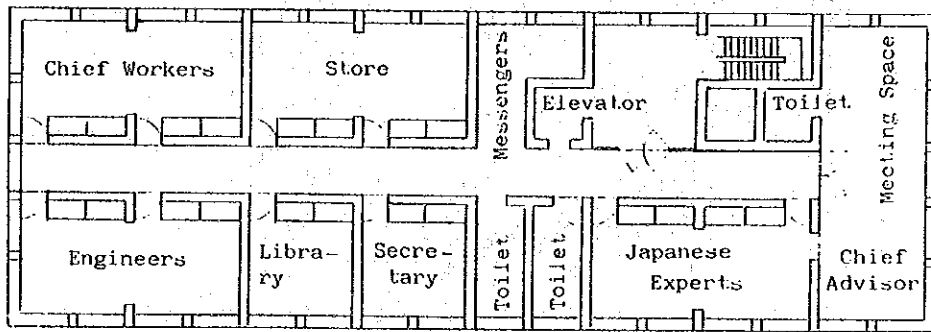 Chief Workers
Store
Messengers
Elevator
Toilet
Meeting Space
Engineers
Libra-
ry
Secre-
tary
Toilet
Toilet
Japanese
Experts
Chief
Advisor